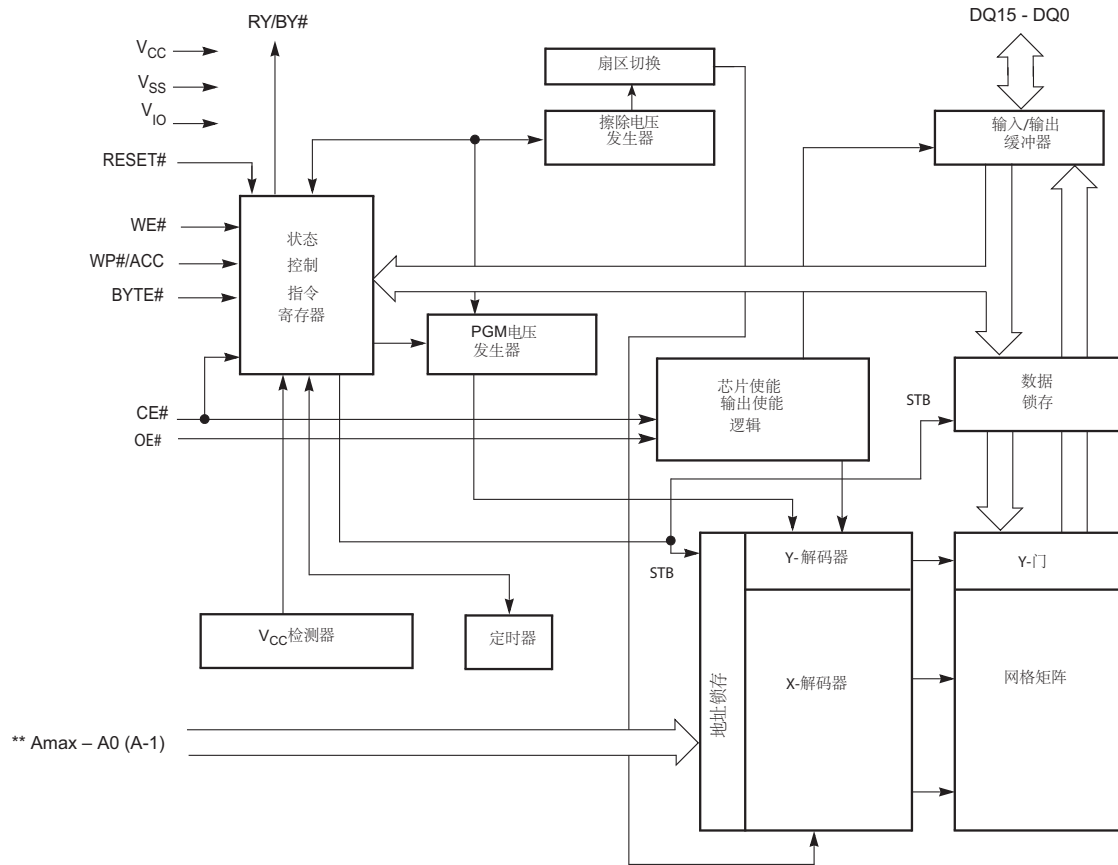 RY/BY#
DQ15 - DQ0
VCC
VSS
VIO
扇区切换
擦除电压
发生器
输入/输出
缓冲器
RESET#
WE#
WP#/ACC
BYTE#
状态
控制
指令
寄存器
PGM电压
发生器
芯片使能
输出使能
逻辑
数据
锁存
STB
CE#
OE#
STB
Y-解码器
Y-门
VCC检测器
定时器
地址锁存
X-解码器
网格矩阵
** Amax – A0 (A-1)